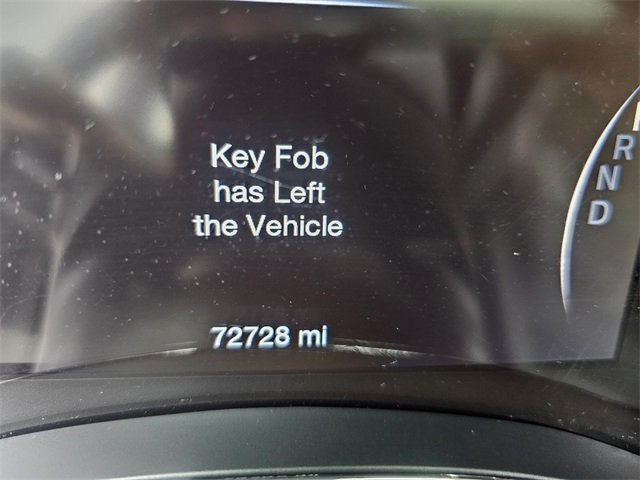 Key Fob
has Left
the Vehicle
R
N
D
72728 mi